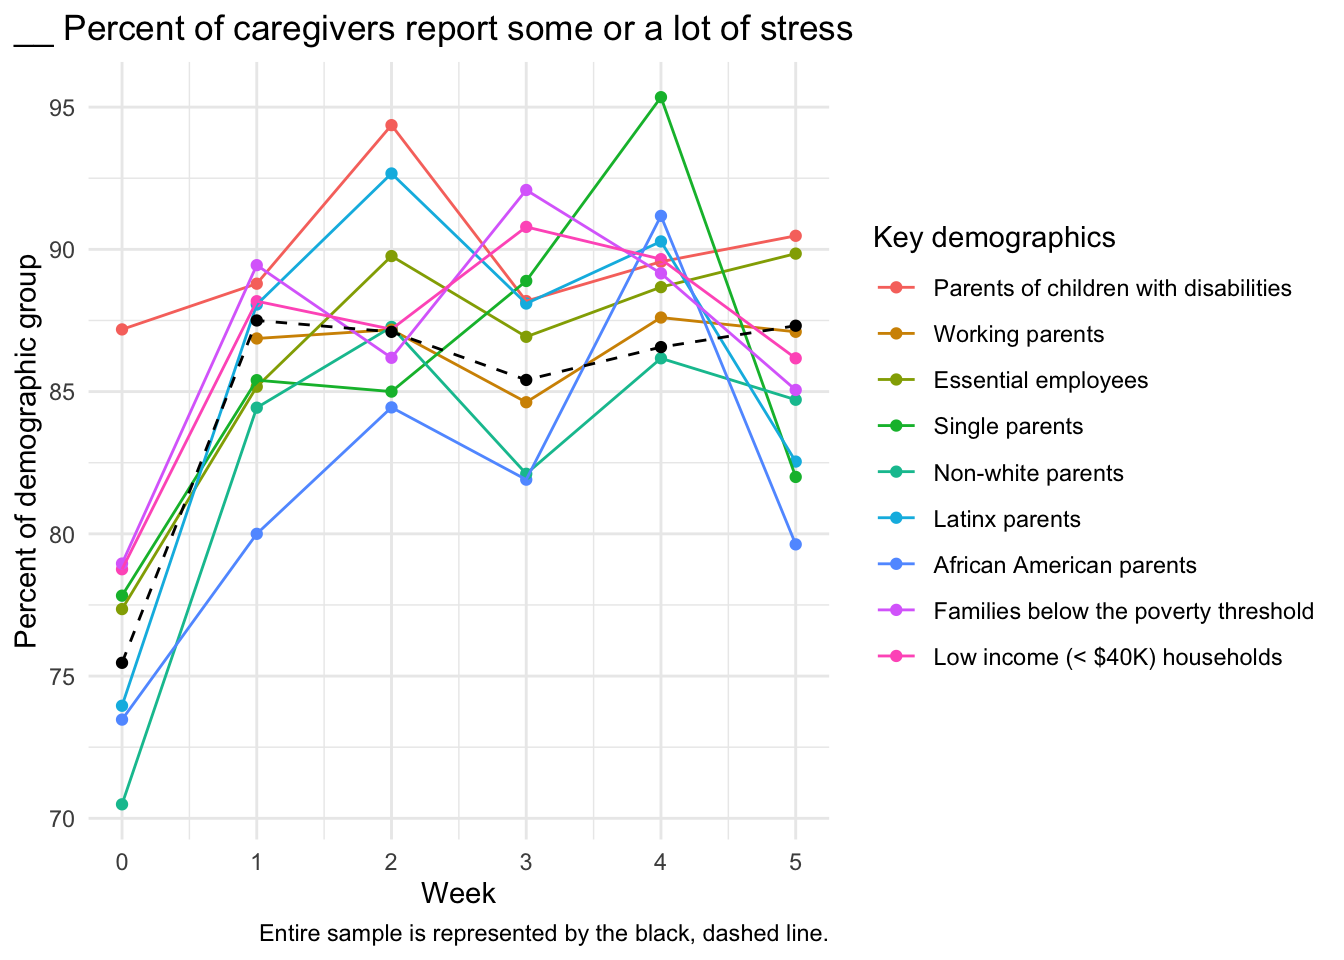 __ Percent of caregivers report some or a lot of stress
Percent of demographic group
95
90
85
80
75
70
0 1 2 3 4 5
Week
Entire sample is represented by the black, dashed line.
Key demographics
Parents of children with disabilities
Working parents
Essential employees
Single parents
Non-white parents
Latinx parents
African American parents
Families below the poverty threshold
Low income (< $40K) households